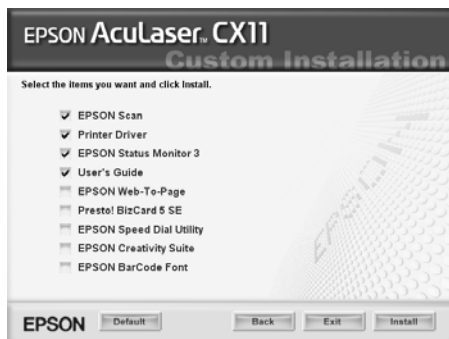 EPSON AcuLaser™ CX11
Custom Installation
Select the items you want and click Install.
EPSON Scan
Printer Driver
EPSON Status Monitor 3
User's Guide
EPSON Web-To-Page
Presto! BizCard 5 SE
EPSON Speed Dial Utility
EPSON Creativity Suite
EPSON BarCode Font
EPSON
EPSON Default Back Exit Install